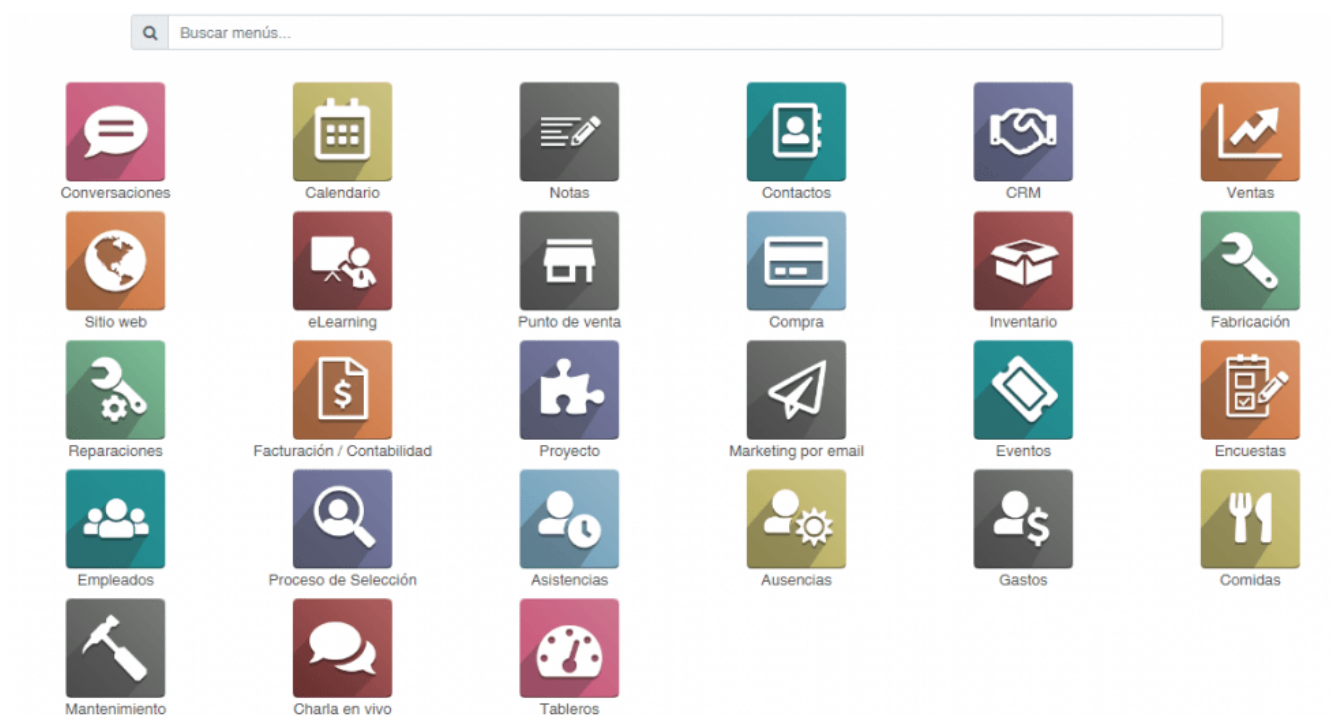 Buscar menús...
Conversaciones
Calendario
Notas
Contactos
CRM
Ventas
Sitio web
eLearning
Punto de venta
Compra
Inventario
Fabricación
Reparaciones
Facturación / Contabilidad
Proyecto
Marketing por email
Eventos
Encuestas
Empleados
Proceso de Selección
Asistencias
Ausencias
Gastos
Comidas
Mantenimiento
Charla en vivo
Tableros